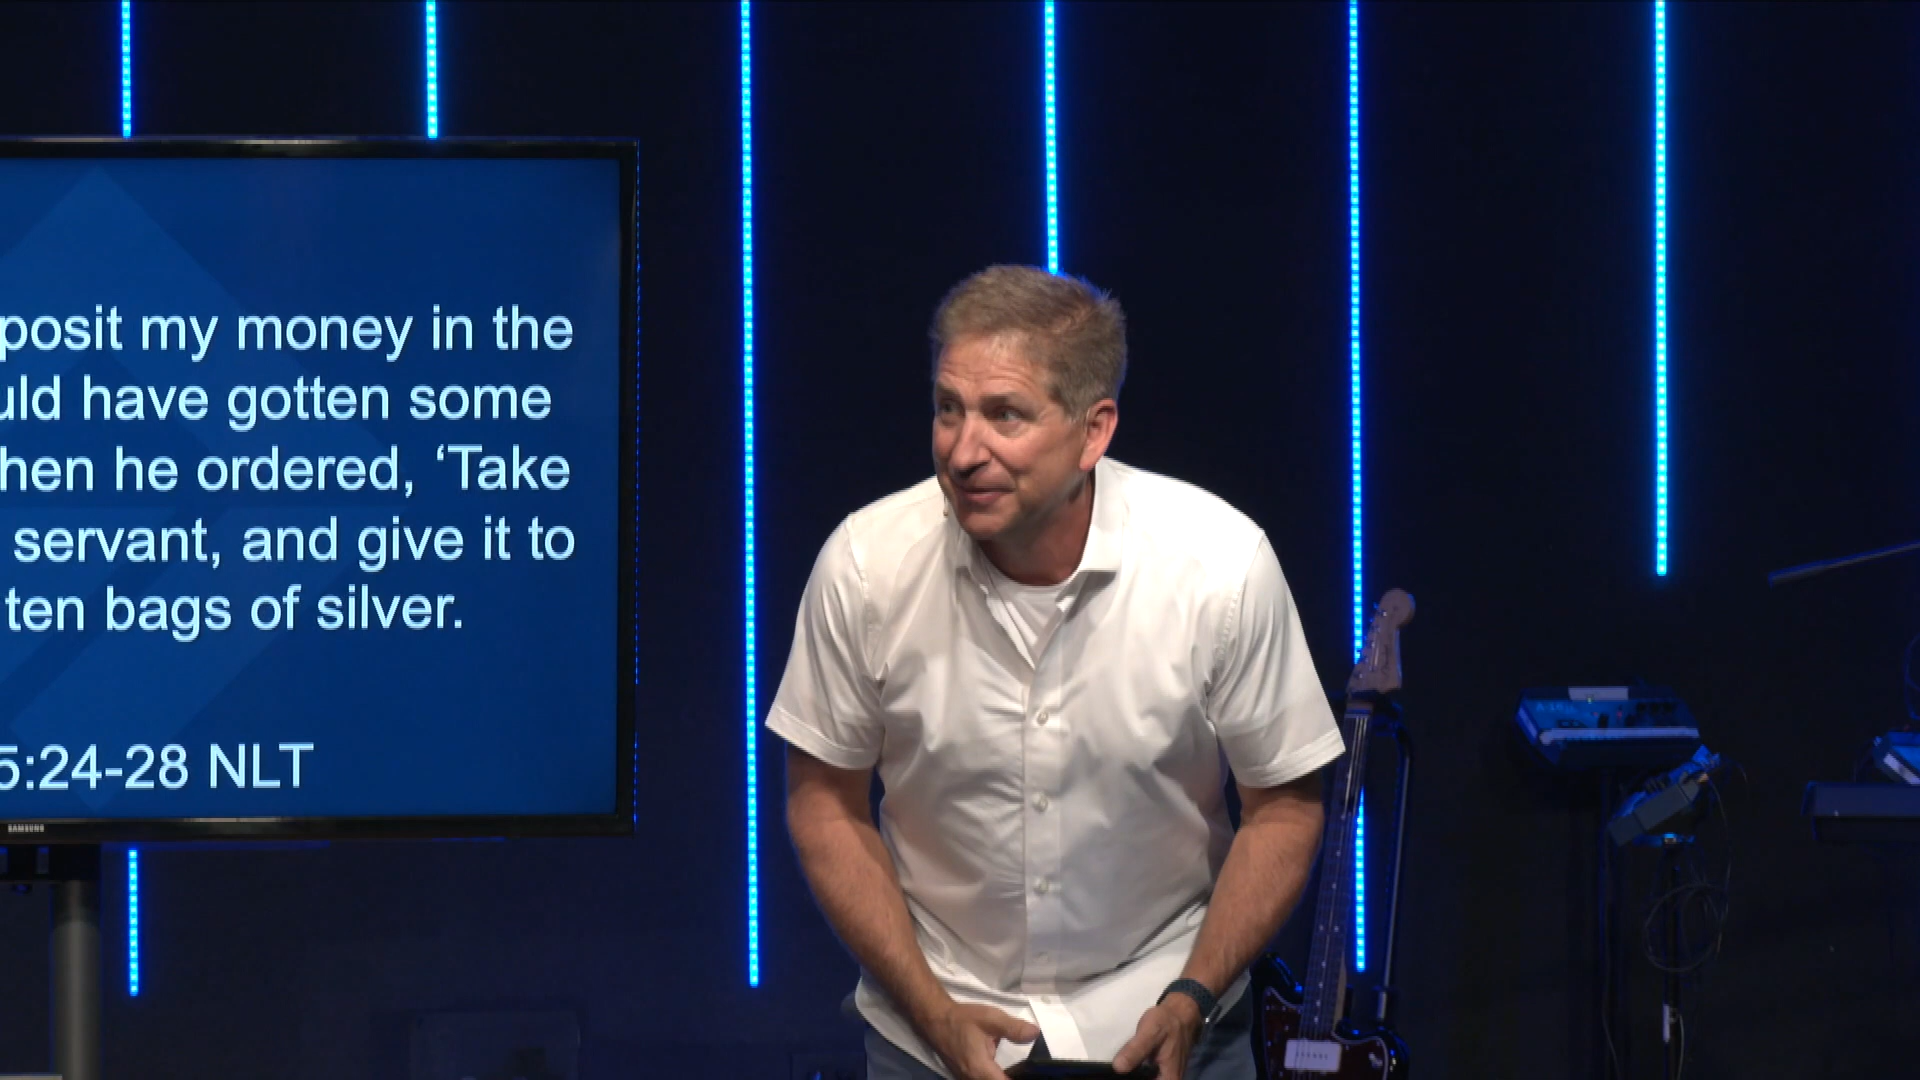 posit my money in the
uld have gotten some
hen he ordered, ‘Take
servant, and give it to
ten bags of silver.
5:24-28 NLT
SAMSUNG